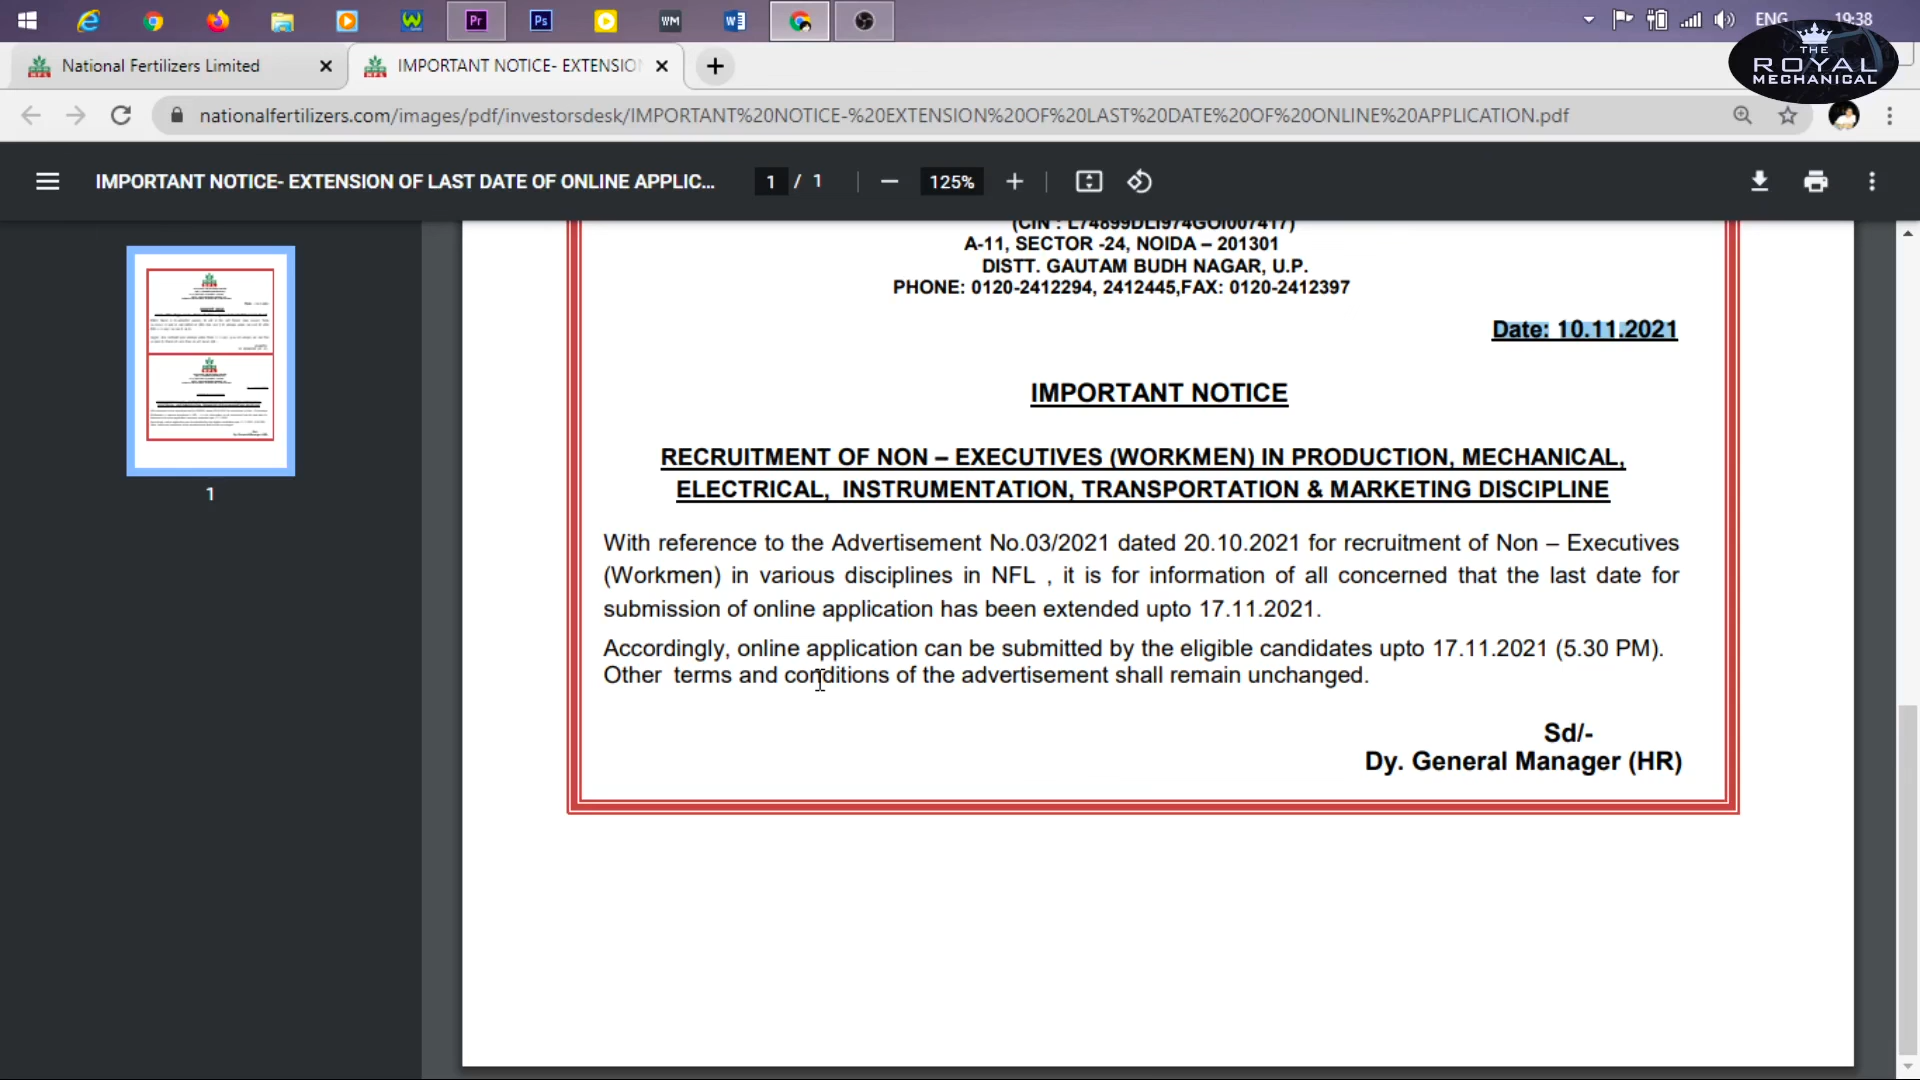 Pr Ps WM W ENG 19:38
THE
ROYAL
MECHANICAL
National Fertilizers Limited IMPORTANT NOTICE- EXTENSIO
nationalfertilizers.com/images/pdf/investorsdesk/IMPORTANT%20NOTICE-%20EXTENSION%20OF%20LAST%20DATE%20OF%20ONLINE%20APPLICATION.pdf
IMPORTANT NOTICE- EXTENSION OF LAST DATE OF ONLINE APPLIC... 1 / 1 125%
(CIN : L74899DL1974GOI007417)
A-11, SECTOR -24, NOIDA – 201301
DISTT. GAUTAM BUDH NAGAR, U.P.
PHONE: 0120-2412294, 2412445,FAX: 0120-2412397
Date: 10.11.2021
IMPORTANT NOTICE
RECRUITMENT OF NON – EXECUTIVES (WORKMEN) IN PRODUCTION, MECHANICAL,
ELECTRICAL, INSTRUMENTATION, TRANSPORTATION & MARKETING DISCIPLINE
With reference to the Advertisement No.03/2021 dated 20.10.2021 for recruitment of Non – Executives
(Workmen) in various disciplines in NFL , it is for information of all concerned that the last date for
submission of online application has been extended upto 17.11.2021.
Accordingly, online application can be submitted by the eligible candidates upto 17.11.2021 (5.30 PM).
Other terms and conditions of the advertisement shall remain unchanged.
Sd/-
Dy. General Manager (HR)
1